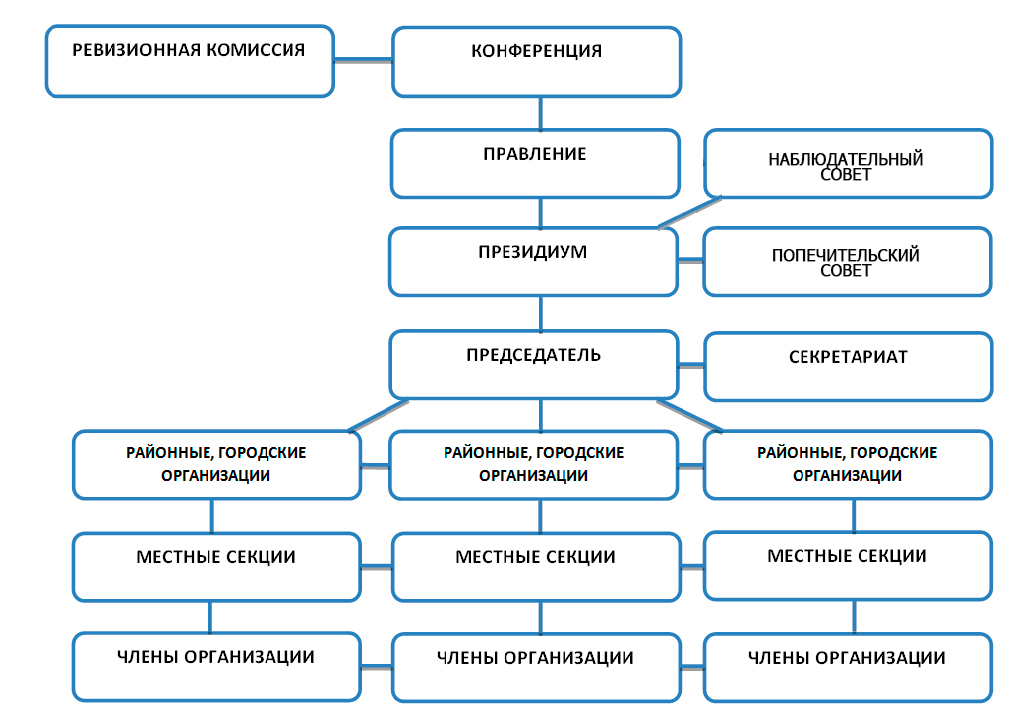 РЕВИЗИОННАЯ КОМИССИЯ
КОНФЕРЕНЦИЯ
ПРАВЛЕНИЕ
НАБЛЮДАТЕЛЬНЫЙ
СОВЕТ
ПРЕЗИДИУМ
ПОПЕЧИТЕЛЬСКИЙ
СОВЕТ
ПРЕДСЕДАТЕЛЬ
СЕКРЕТАРИАТ
РАЙОННЫЕ, ГОРОДСКИЕ
ОРГАНИЗАЦИИ
РАЙОННЫЕ, ГОРОДСКИЕ
ОРГАНИЗАЦИИ
РАЙОННЫЕ, ГОРОДСКИЕ
ОРГАНИЗАЦИИ
МЕСТНЫЕ СЕКЦИИ
МЕСТНЫЕ СЕКЦИИ
МЕСТНЫЕ СЕКЦИИ
ЧЛЕНЫ ОРГАНИЗАЦИИ
ЧЛЕНЫ ОРГАНИЗАЦИИ
ЧЛЕНЫ ОРГАНИЗАЦИИ